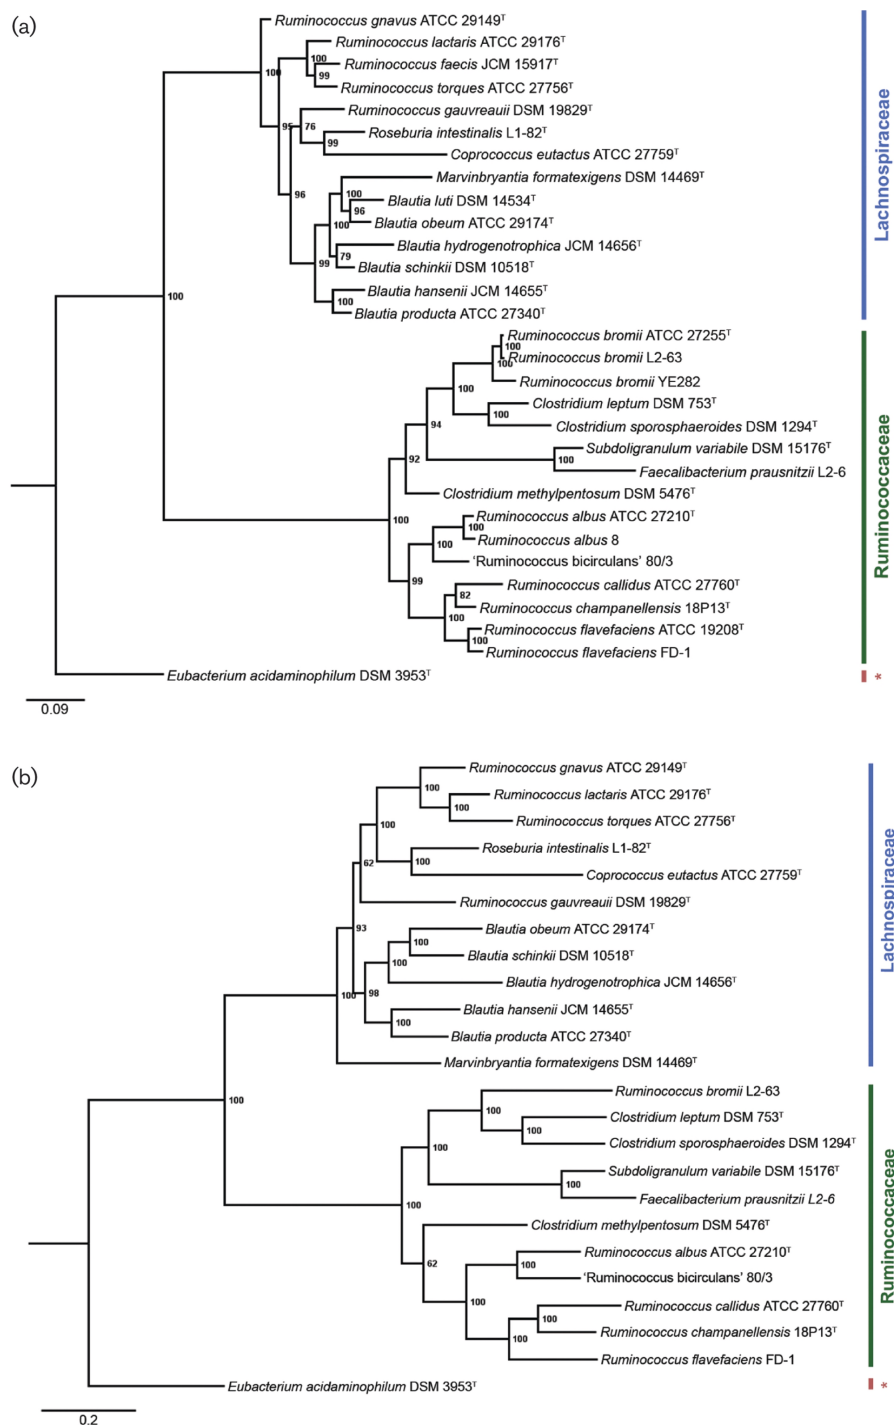 (a)
Ruminococcus gnavus ATCC 29149ᵀ
Ruminococcus lactaris ATCC 29176ᵀ
100
Ruminococcus faecis JCM 15917ᵀ
100
99
Ruminococcus torques ATCC 27756ᵀ
Ruminococcus gauvreauii DSM 19829ᵀ
95
76
Roseburia intestinalis L1-82ᵀ
99
Coprococcus eutactus ATCC 27759ᵀ
Marvinbryantia formatexigens DSM 14469ᵀ
96
100
Blautia luti DSM 14534ᵀ
96
Blautia obeum ATCC 29174ᵀ
100
Blautia hydrogenotrophica JCM 14656ᵀ
79
99
Blautia schinkii DSM 10518ᵀ
Blautia hansenii JCM 14655ᵀ
100
100
Blautia producta ATCC 27340ᵀ
Lachnospiraceae
Ruminococcus bromii ATCC 27255ᵀ
100
Ruminococcus bromii L2-63
100
Ruminococcus bromii YE282
100
Clostridium leptum DSM 753ᵀ
100
94
Clostridium sporosphaeroides DSM 1294ᵀ
Subdoligranulum variabile DSM 15176ᵀ
92
100
Faecalibacterium prausnitzii L2-6
Clostridium methylpentosum DSM 5476ᵀ
100
Ruminococcus albus ATCC 27210ᵀ
100
Ruminococcus albus 8
100
'Ruminococcus bicirculans' 80/3
99
Ruminococcus callidus ATCC 27760ᵀ
82
Ruminococcus champanellensis 18P13ᵀ
100
Ruminococcus flavefaciens ATCC 19208ᵀ
100
Ruminococcus flavefaciens FD-1
Ruminococcaceae
Eubacterium acidaminophilum DSM 3953ᵀ
*
0.09
(b)
Ruminococcus gnavus ATCC 29149ᵀ
100
Ruminococcus lactaris ATCC 29176ᵀ
100
Ruminococcus torques ATCC 27756ᵀ
100
Roseburia intestinalis L1-82ᵀ
62
100
Coprococcus eutactus ATCC 27759ᵀ
Ruminococcus gauvreauii DSM 19829ᵀ
93
Blautia obeum ATCC 29174ᵀ
100
Blautia schinkii DSM 10518ᵀ
100
Blautia hydrogenotrophica JCM 14656ᵀ
100
98
Blautia hansenii JCM 14655ᵀ
100
Blautia producta ATCC 27340ᵀ
Marvinbryantia formatexigens DSM 14469ᵀ
Lachnospiraceae
100
Ruminococcus bromii L2-63
100
Clostridium leptum DSM 753ᵀ
100
Clostridium sporosphaeroides DSM 1294ᵀ
100
Subdoligranulum variabile DSM 15176ᵀ
100
Faecalibacterium prausnitzii L2-6
100
Clostridium methylpentosum DSM 5476ᵀ
62
Ruminococcus albus ATCC 27210ᵀ
100
'Ruminococcus bicirculans' 80/3
100
Ruminococcus callidus ATCC 27760ᵀ
100
Ruminococcus champanellensis 18P13ᵀ
100
Ruminococcus flavefaciens FD-1
Ruminococcaceae
Eubacterium acidaminophilum DSM 3953ᵀ
*
0.2